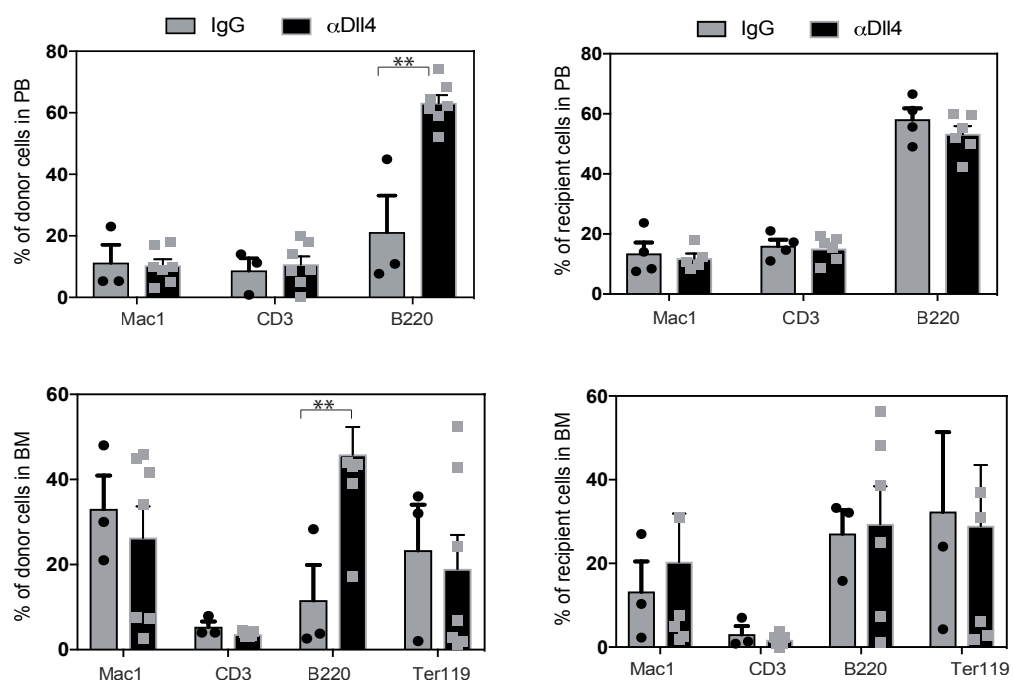 IgG αDll4
% of donor cells in PB
80
60
40
20
0
**
Mac1 CD3 B220
IgG αDll4
% of recipient cells in PB
80
60
40
20
0
Mac1 CD3 B220
% of donor cells in BM
60
40
20
0
**
Mac1 CD3 B220 Ter119
% of recipient cells in BM
60
40
20
0
Mac1 CD3 B220 Ter119